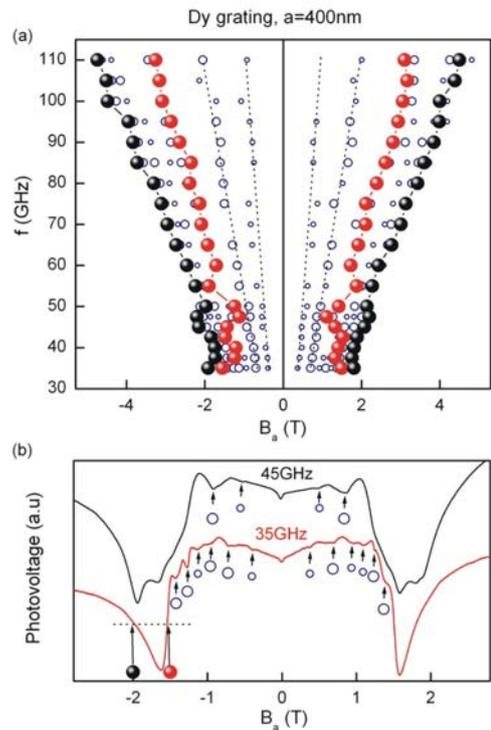 Dy grating, a=400nm
(a)
110
100
90
80
70
60
50
40
30
f (GHz)
-4 -2 0 2 4
B_a (T)
(b)
45GHz
35GHz
Photovoltage (a.u)
-2 -1 0 1 2
B_a (T)